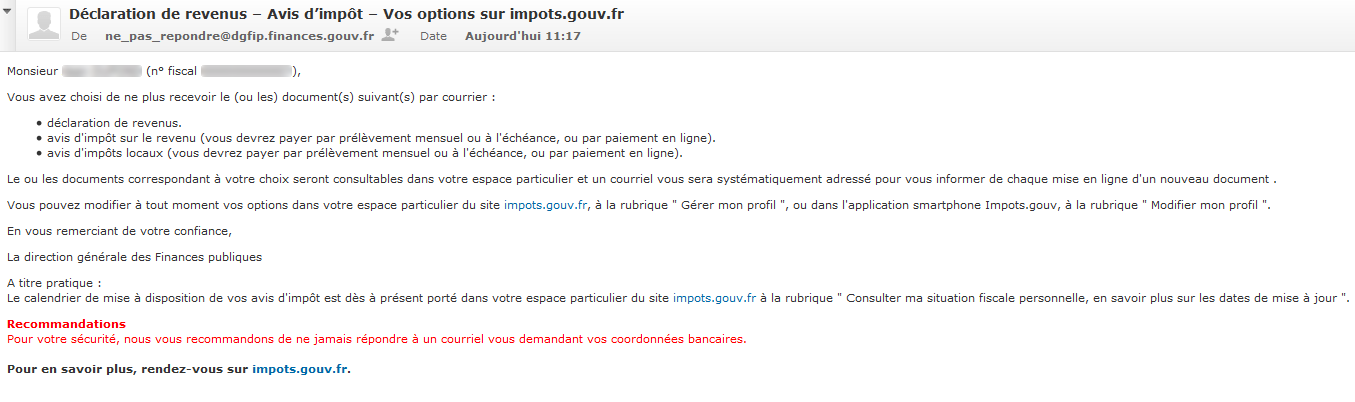 Déclaration de revenus – Avis d’impôt – Vos options sur impots.gouv.fr
De ne_pas_repondre@dgfip.finances.gouv.fr Date Aujourd'hui 11:17
Monsieur (n° fiscal ),
Vous avez choisi de ne plus recevoir le (ou les) document(s) suivant(s) par courrier :
• déclaration de revenus.
• avis d'impôt sur le revenu (vous devrez payer par prélèvement mensuel ou à l'échéance, ou par paiement en ligne).
• avis d'impôts locaux (vous devrez payer par prélèvement mensuel ou à l'échéance, ou par paiement en ligne).
Le ou les documents correspondant à votre choix seront consultables dans votre espace particulier et un courriel vous sera systématiquement adressé pour vous informer de chaque mise en ligne d'un nouveau document .
Vous pouvez modifier à tout moment vos options dans votre espace particulier du site impots.gouv.fr, à la rubrique " Gérer mon profil ", ou dans l'application smartphone Impots.gouv, à la rubrique " Modifier mon profil ".
En vous remerciant de votre confiance,
La direction générale des Finances publiques
A titre pratique :
Le calendrier de mise à disposition de vos avis d'impôt est dès à présent porté dans votre espace particulier du site impots.gouv.fr à la rubrique " Consulter ma situation fiscale personnelle, en savoir plus sur les dates de mise à jour ".
Recommandations
Pour votre sécurité, nous vous recommandons de ne jamais répondre à un courriel vous demandant vos coordonnées bancaires.
Pour en savoir plus, rendez-vous sur impots.gouv.fr.